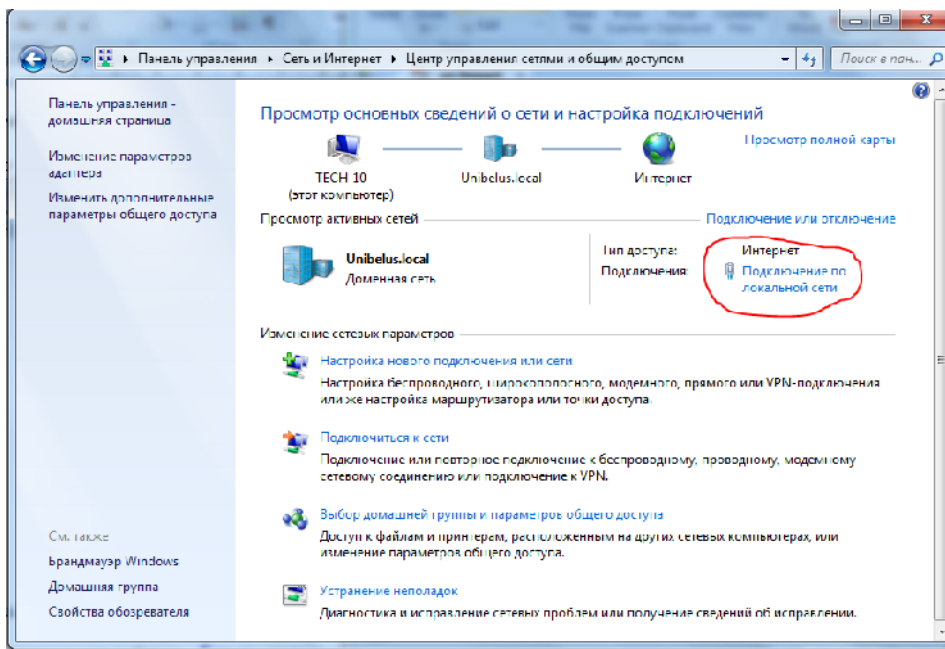 Панель управления ▸ Сеть и Интернет ▸ Центр управления сетями и общим доступом
Поиск в пан...
Панель управления -
домашняя страница
Изменение параметров
адаптера
Изменить дополнительные
параметры общего доступа
Просмотр основных сведений о сети и настройка подключений
Просмотр полной карты
TECH 10
(этот компьютер)
Unibelus.local
Интернет
Просмотр активных сетей
Подключение или отключение
Unibelus.local
Доменная сеть
Тип доступа:
Интернет
Подключения:
Подключение по
локальной сети
Изменение сетевых параметров
Настройка нового подключения или сети
Настройка беспроводного, широкополосного, модемного, прямого или VPN-подключения
или же настройка маршрутизатора или точки доступа.
Подключиться к сети
Подключение или повторное подключение к беспроводному, проводному, модемному
сетевому соединению или подключение к VPN.
Выбор домашней группы и параметров общего доступа
Доступ к файлам и принтерам, расположенным на других сетевых компьютерах, или
изменение параметров общего доступа.
Устранение неполадок
Диагностика и исправление сетевых проблем или получение сведений об исправлении.
См. также
Брандмауэр Windows
Домашняя группа
Свойства обозревателя